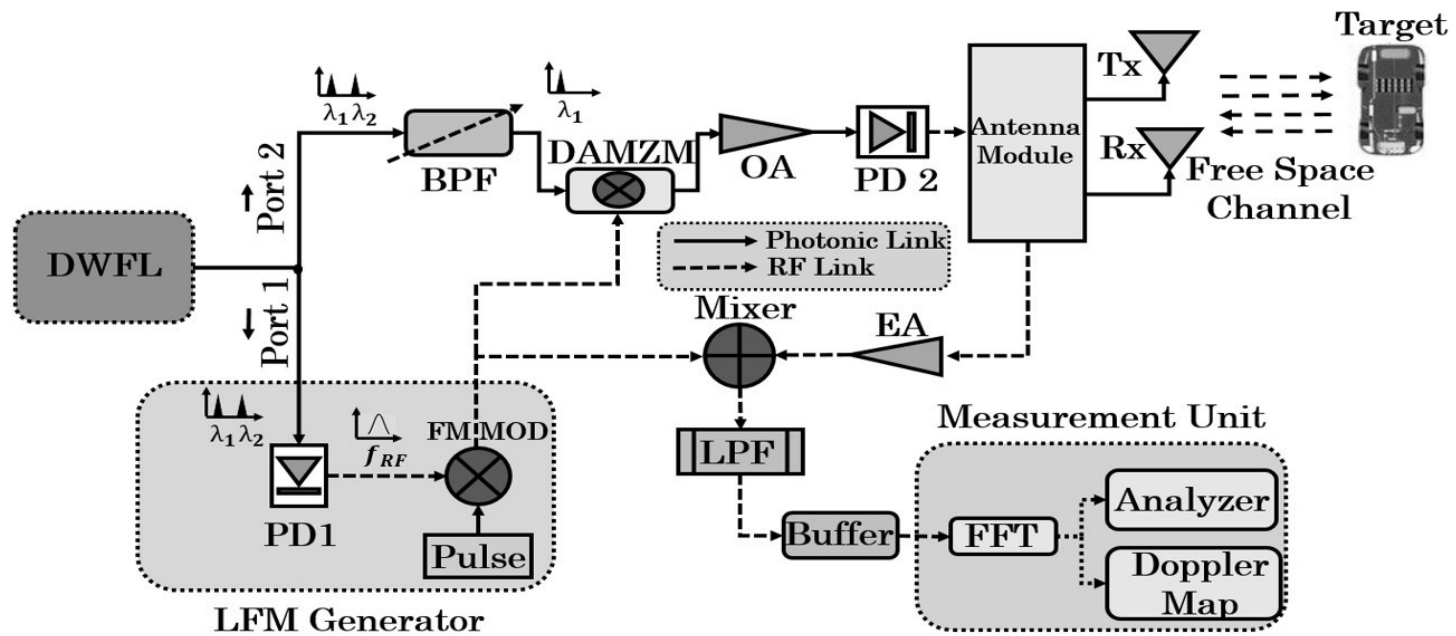 Target
Tx
λ1 λ2
λ1
Antenna
Module
DAMZM
BPF
OA
PD 2
Rx
Free Space
Channel
Port 2
DWFL
Photonic Link
RF Link
Port 1
Mixer
EA
λ1 λ2
fRF
FM MOD
Measurement Unit
LPF
Analyzer
PD1
Pulse
Buffer
FFT
Doppler
Map
LFM Generator